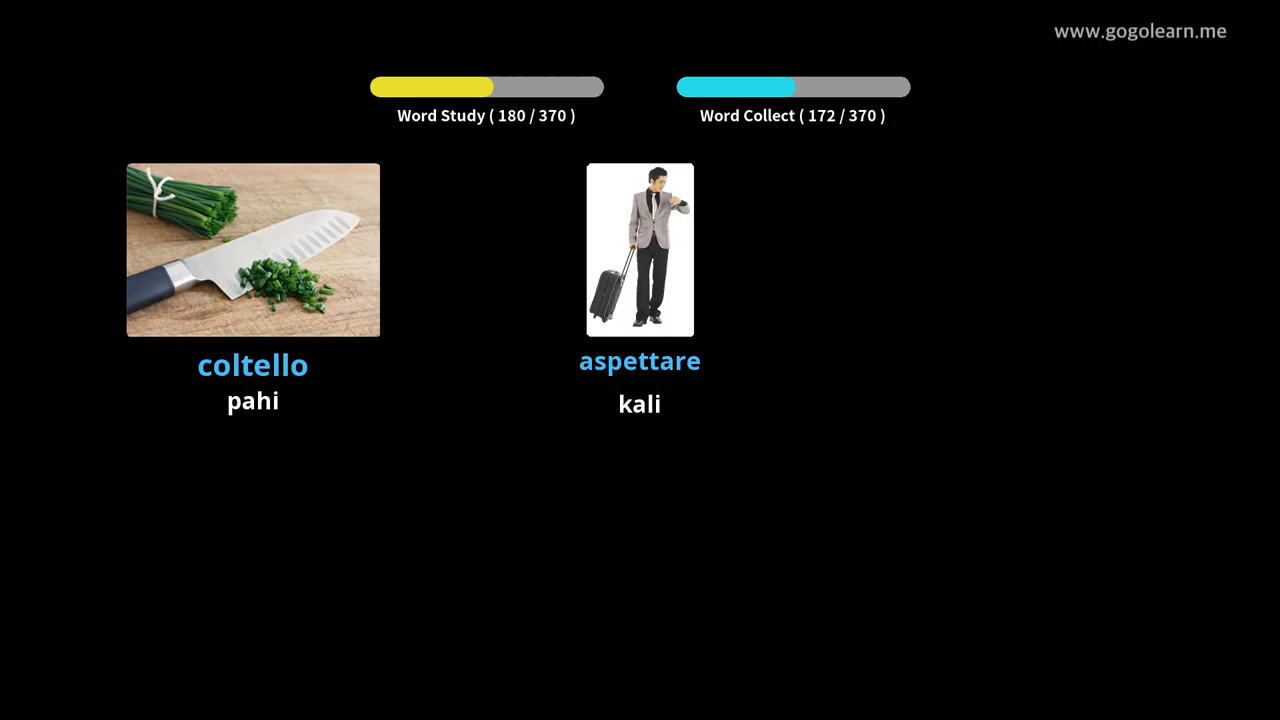 www.gogolearn.me
Word Study ( 180 / 370 )
Word Collect ( 172 / 370 )
coltello
pahi
aspettare
kali